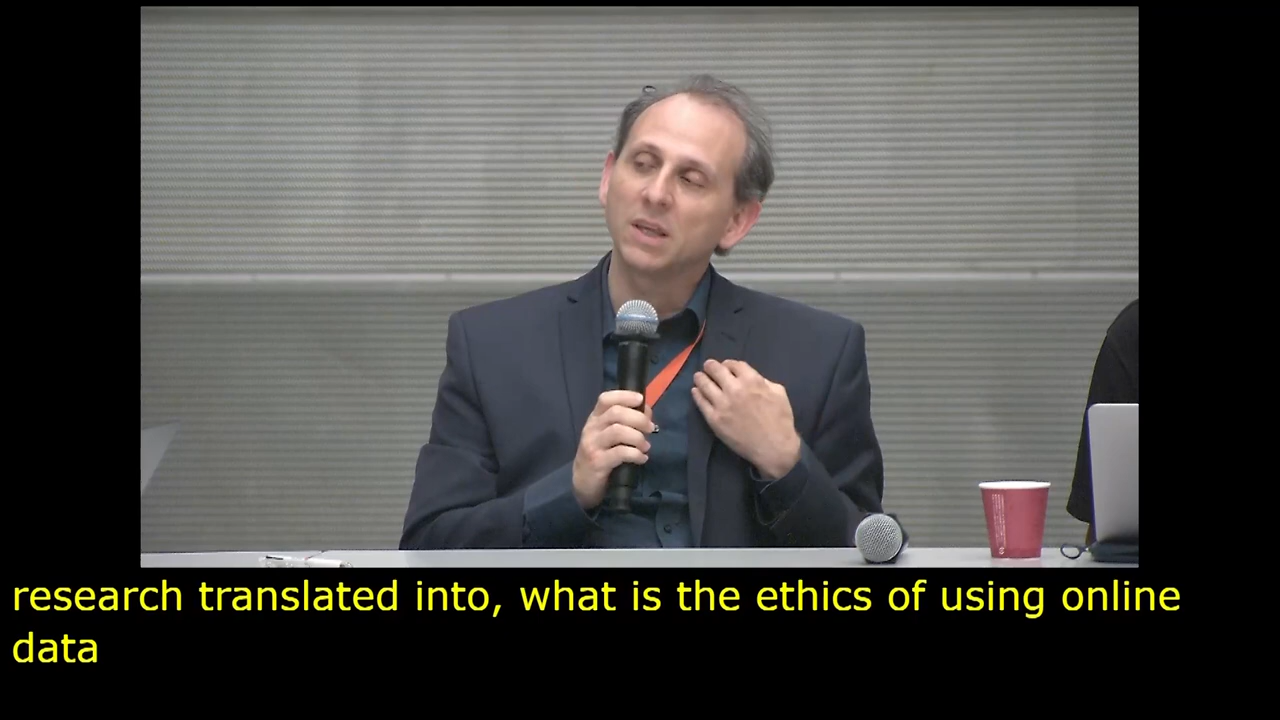 research translated into, what is the ethics of using online
data